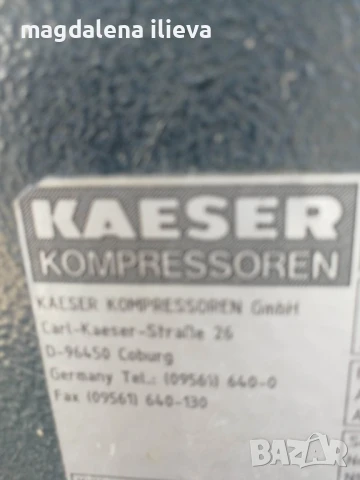 magdalena ilieva
KAESER
KOMPRESSOREN
KAESER KOMPRESSOREN GmbH
Carl-Kaeser-Straße 26
D-96450 Coburg
Germany Tel.: (09561) 640-0
Fax (09561) 640-130
BAZAR